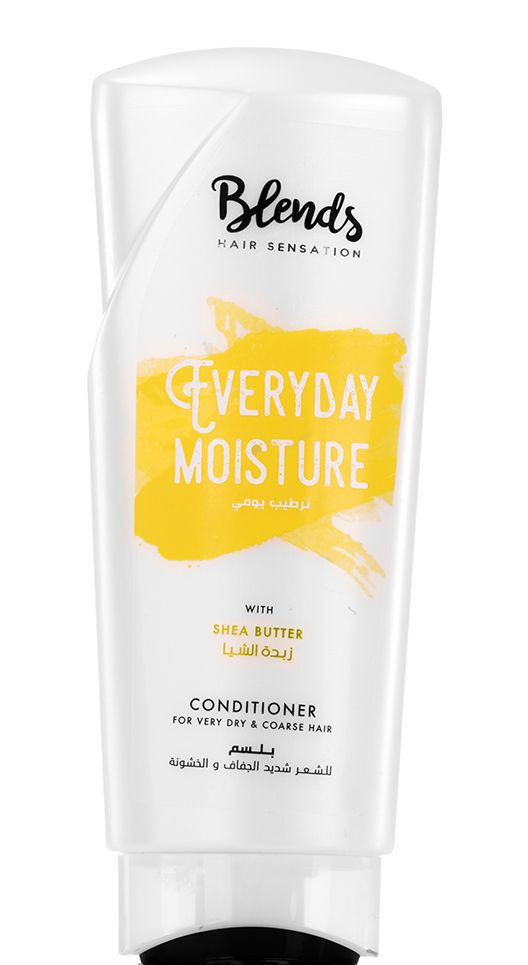 Blends
HAIR SENSATION
EVERYDAY
MOISTURE
ترطيب يومي
WITH
SHEA BUTTER
زبدة الشيا
CONDITIONER
FOR VERY DRY & COARSE HAIR
بلسم
للشعر شديد الجفاف و الخشونة